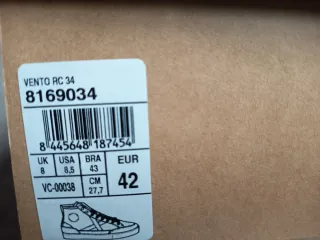 VENTO RC 34
8169034
8 445648 187454
UK USA BRA EUR
8 8,5 43 42
VC-00038 CM 27,7